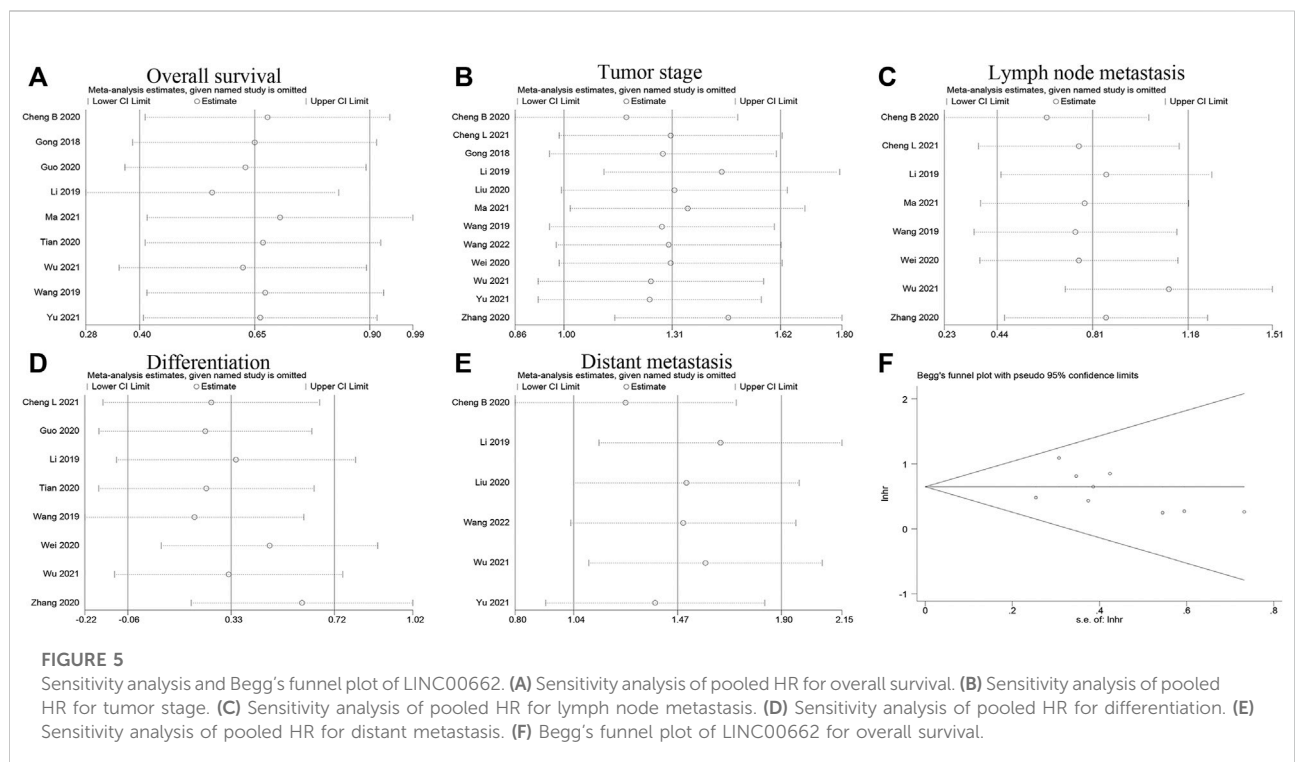 A
Overall survival
Meta-analysis estimates, given named study is omitted
Lower CI Limit Estimate Upper CI Limit
Cheng B 2020
Gong 2018
Guo 2020
Li 2019
Ma 2021
Tian 2020
Wu 2021
Wang 2019
Yu 2021
0.28 0.40 0.65 0.90 0.99
B
Tumor stage
Meta-analysis estimates, given named study is omitted
Lower CI Limit Estimate Upper CI Limit
Cheng B 2020
Cheng L 2021
Gong 2018
Li 2019
Liu 2020
Ma 2021
Wang 2019
Wang 2022
Wei 2020
Wu 2021
Yu 2021
Zhang 2020
0.86 1.00 1.31 1.62 1.80
C
Lymph node metastasis
Meta-analysis estimates, given named study is omitted
Lower CI Limit Estimate Upper CI Limit
Cheng B 2020
Cheng L 2021
Li 2019
Ma 2021
Wang 2019
Wei 2020
Wu 2021
Zhang 2020
0.23 0.44 0.81 1.18 1.51
D
Differentiation
Meta-analysis estimates, given named study is omitted
Lower CI Limit Estimate Upper CI Limit
Cheng L 2021
Guo 2020
Li 2019
Tian 2020
Wang 2019
Wei 2020
Wu 2021
Zhang 2020
-0.22 -0.06 0.33 0.72 1.02
E
Distant metastasis
Meta-analysis estimates, given named study is omitted
Lower CI Limit Estimate Upper CI Limit
Cheng B 2020
Li 2019
Liu 2020
Wang 2022
Wu 2021
Yu 2021
0.80 1.04 1.47 1.90 2.15
F
Begg's funnel plot with pseudo 95% confidence limits
2
1
0
-1
lnhr
0 .2 .4 .6 .8
s.e. of: lnhr
FIGURE 5
Sensitivity analysis and Begg's funnel plot of LINC00662. (A) Sensitivity analysis of pooled HR for overall survival. (B) Sensitivity analysis of pooled
HR for tumor stage. (C) Sensitivity analysis of pooled HR for lymph node metastasis. (D) Sensitivity analysis of pooled HR for differentiation. (E)
Sensitivity analysis of pooled HR for distant metastasis. (F) Begg's funnel plot of LINC00662 for overall survival.